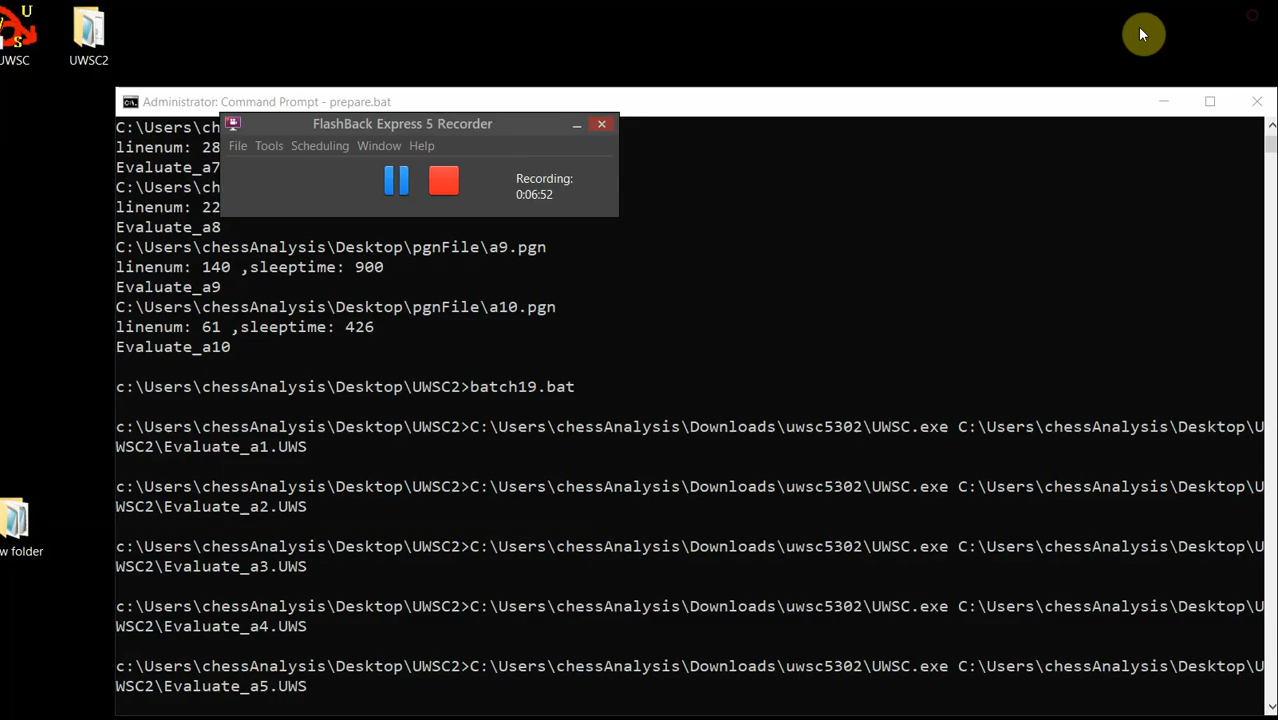 U
S
UWSC
UWSC2
Administrator: Command Prompt - prepare.bat
C:\Users\ch
linenum: 28
Evaluate_a7
C:\Users\ch
linenum: 22
Evaluate_a8
FlashBack Express 5 Recorder
File Tools Scheduling Window Help
Recording:
0:06:52
C:\Users\chessAnalysis\Desktop\pgnFile\a9.pgn
linenum: 140 ,sleeptime: 900
Evaluate_a9
C:\Users\chessAnalysis\Desktop\pgnFile\a10.pgn
linenum: 61 ,sleeptime: 426
Evaluate_a10
c:\Users\chessAnalysis\Desktop\UWSC2>batch19.bat
c:\Users\chessAnalysis\Desktop\UWSC2>C:\Users\chessAnalysis\Downloads\uwsc5302\UWSC.exe C:\Users\chessAnalysis\Desktop\U
WSC2\Evaluate_a1.UWS
c:\Users\chessAnalysis\Desktop\UWSC2>C:\Users\chessAnalysis\Downloads\uwsc5302\UWSC.exe C:\Users\chessAnalysis\Desktop\U
WSC2\Evaluate_a2.UWS
c:\Users\chessAnalysis\Desktop\UWSC2>C:\Users\chessAnalysis\Downloads\uwsc5302\UWSC.exe C:\Users\chessAnalysis\Desktop\U
WSC2\Evaluate_a3.UWS
c:\Users\chessAnalysis\Desktop\UWSC2>C:\Users\chessAnalysis\Downloads\uwsc5302\UWSC.exe C:\Users\chessAnalysis\Desktop\U
WSC2\Evaluate_a4.UWS
c:\Users\chessAnalysis\Desktop\UWSC2>C:\Users\chessAnalysis\Downloads\uwsc5302\UWSC.exe C:\Users\chessAnalysis\Desktop\U
WSC2\Evaluate_a5.UWS
w folder